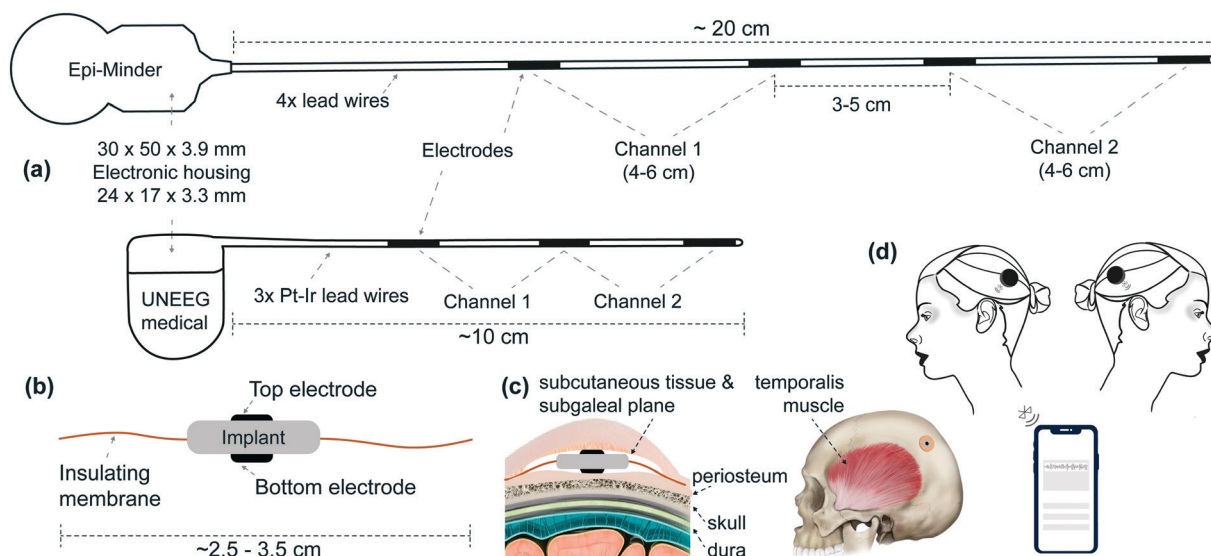 ~ 20 cm
Epi-Minder
4x lead wires
3-5 cm
(a)
30 x 50 x 3.9 mm
Electronic housing
24 x 17 x 3.3 mm
Electrodes
Channel 1
(4-6 cm)
Channel 2
(4-6 cm)
UNEEG
medical
3x Pt-Ir lead wires
Channel 1
Channel 2
~10 cm
(d)
(b)
Top electrode
Implant
Insulating
membrane
Bottom electrode
~2.5 - 3.5 cm
(c)
subcutaneous tissue &
subgaleal plane
temporalis
muscle
periosteum
skull
dura